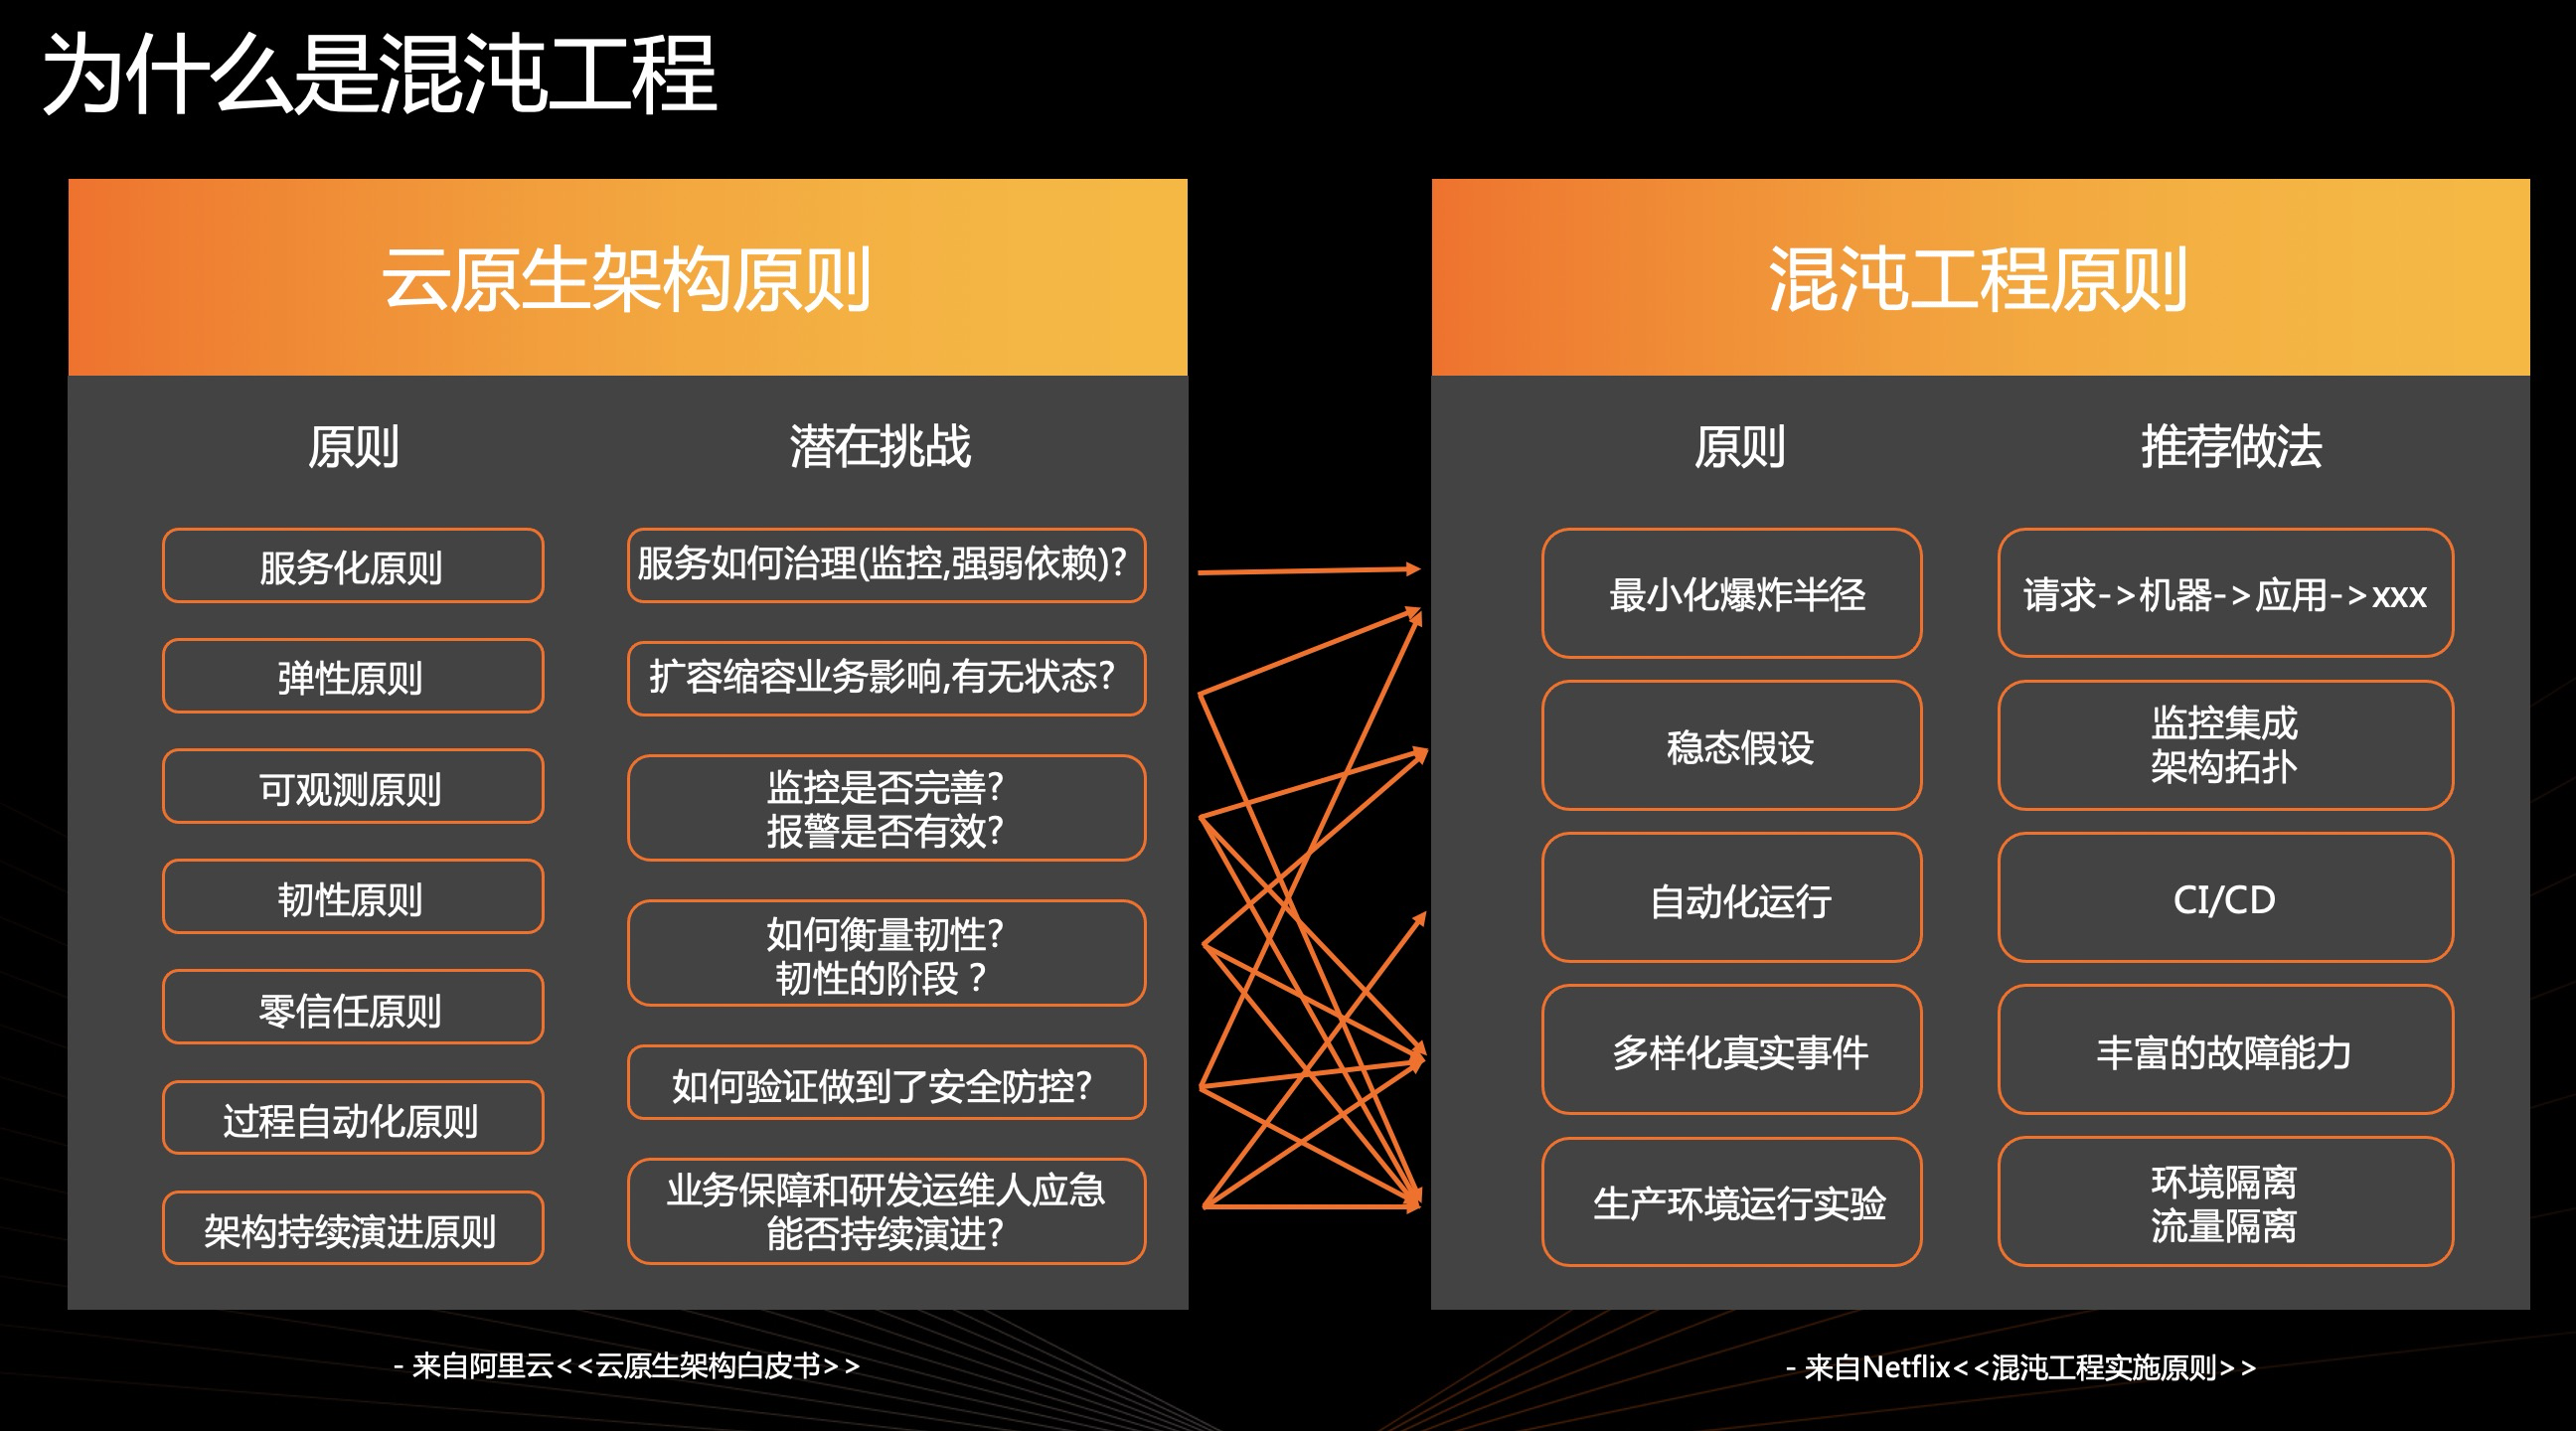 为什么是混沌工程
云原生架构原则
原则
潜在挑战
服务化原则
弹性原则
可观测原则
韧性原则
零信任原则
过程自动化原则
架构持续演进原则
服务如何治理(监控,强弱依赖)?
扩容缩容业务影响,有无状态?
监控是否完善?
报警是否有效?
如何衡量韧性?
韧性的阶段？
如何验证做到了安全防控?
业务保障和研发运维人应急
能否持续演进?
- 来自阿里云<<云原生架构白皮书>>
混沌工程原则
原则
推荐做法
最小化爆炸半径
稳态假设
自动化运行
多样化真实事件
生产环境运行实验
请求->机器->应用->xxx
监控集成
架构拓扑
CI/CD
丰富的故障能力
环境隔离
流量隔离
- 来自Netflix<<混沌工程实施原则>>